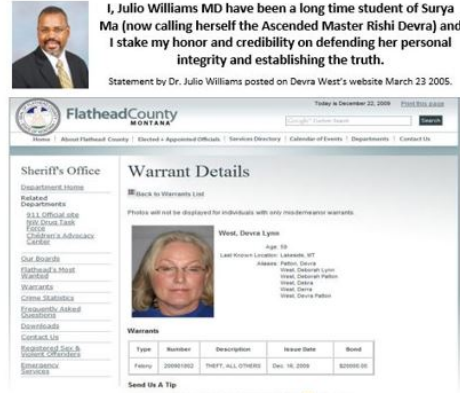 I, Julio Williams MD have been a long time student of Surya
Ma (now calling herself the Ascended Master Rishi Devra) and
I stake my honor and credibility on defending her personal
integrity and establishing the truth.
Statement by Dr. Julio Williams posted on Devra West's website March 23 2005.
Today is December 22, 2009 Print this page
FlatheadCounty
MONTANA
Search
Home | About Flathead County | Elected + Appointed Officials | Services Directory | Calendar of Events | Departments | Contact Us
Sheriff's Office
Department Home
Related
Departments
911 Official site
NW Drug Task
Force
Children's Advocacy
Center
Our Boards
Flathead's Most
Wanted
Warrants
Crime Statistics
Frequently Asked
Questions
Downloads
Contact Us
Registered Sex &
Violent Offenders
Emergency
Services
Warrant Details
Back to Warrants List
Photos will not be displayed for individuals with only misdemeanor warrants.
West, Devra Lynn
Age: 59
Last Known Location: Lakeside, MT
Aliases: Patton, Devra
West, Deborah Lynn
West, Deborah Patton
West, Debra
West, Devra
West, Devra Patton
Warrants
Type Number Description Issue Date Bond
Felony THEFT, ALL OTHERS Dec. 16, 2009
Send Us A Tip